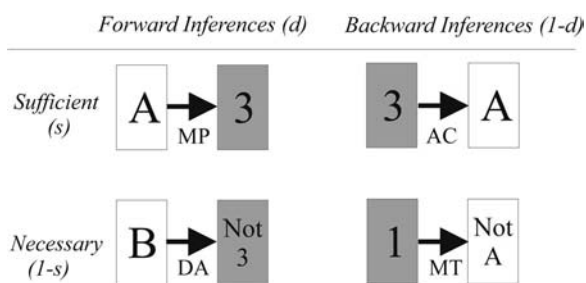 Forward Inferences (d) Backward Inferences (1-d)
Sufficient
(s)
A MP 3
3 AC A
Necessary
(1-s)
B DA Not
3
1 MT Not
A